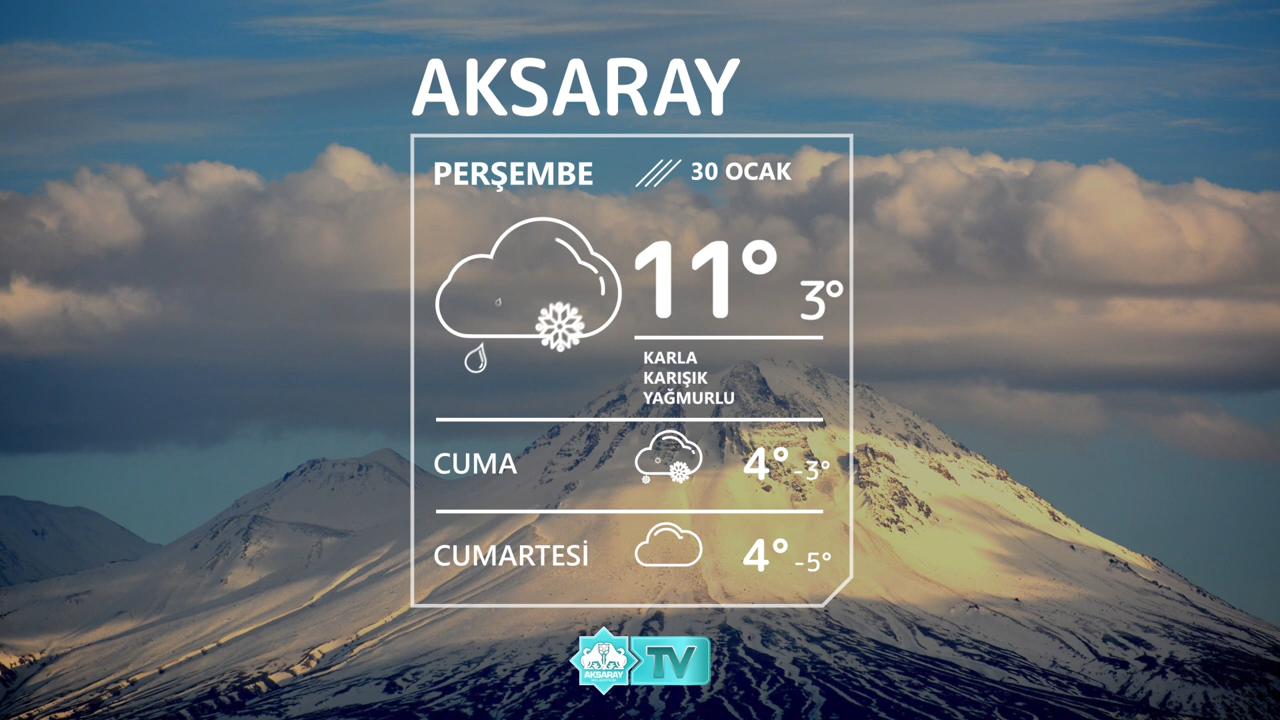 AKSARAY
PERŞEMBE
30 OCAK
11° 3°
KARLA
KARIŞIK
YAĞMURLU
CUMA 4° -3°
CUMARTESİ 4° -5°
AKSARAY
TV